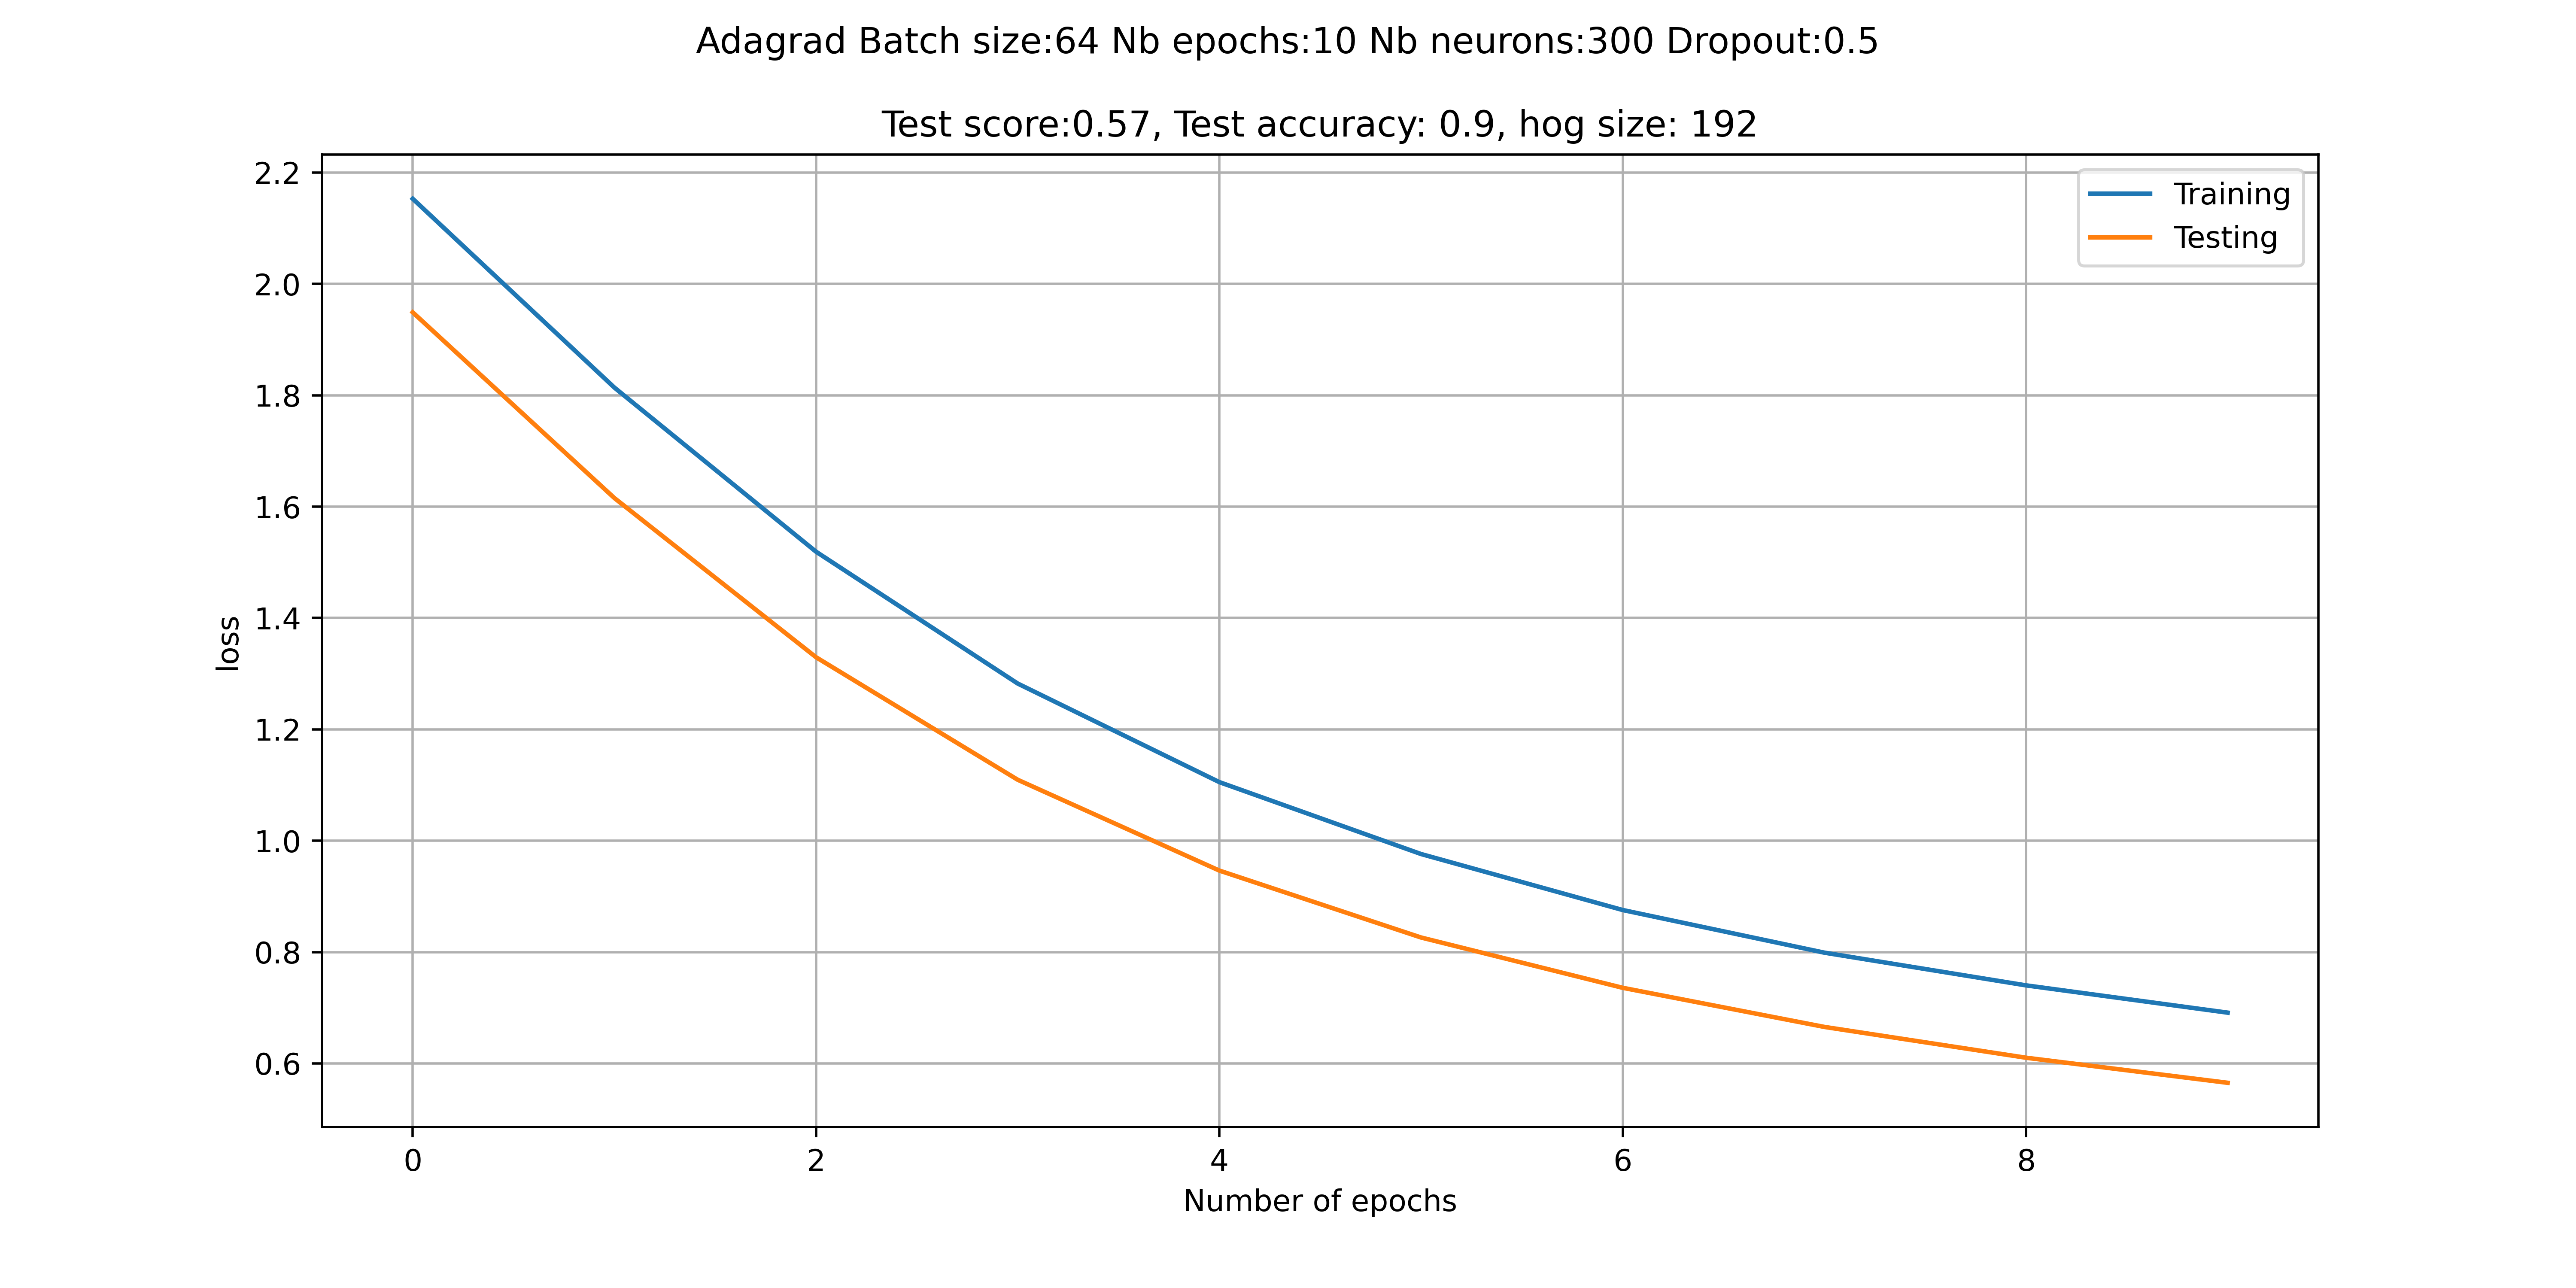 Adagrad Batch size:64 Nb epochs:10 Nb neurons:300 Dropout:0.5
Test score:0.57, Test accuracy: 0.9, hog size: 192
Training
Testing
2.2
2.0
1.8
1.6
1.4
1.2
1.0
0.8
0.6
loss
0 2 4 6 8
Number of epochs